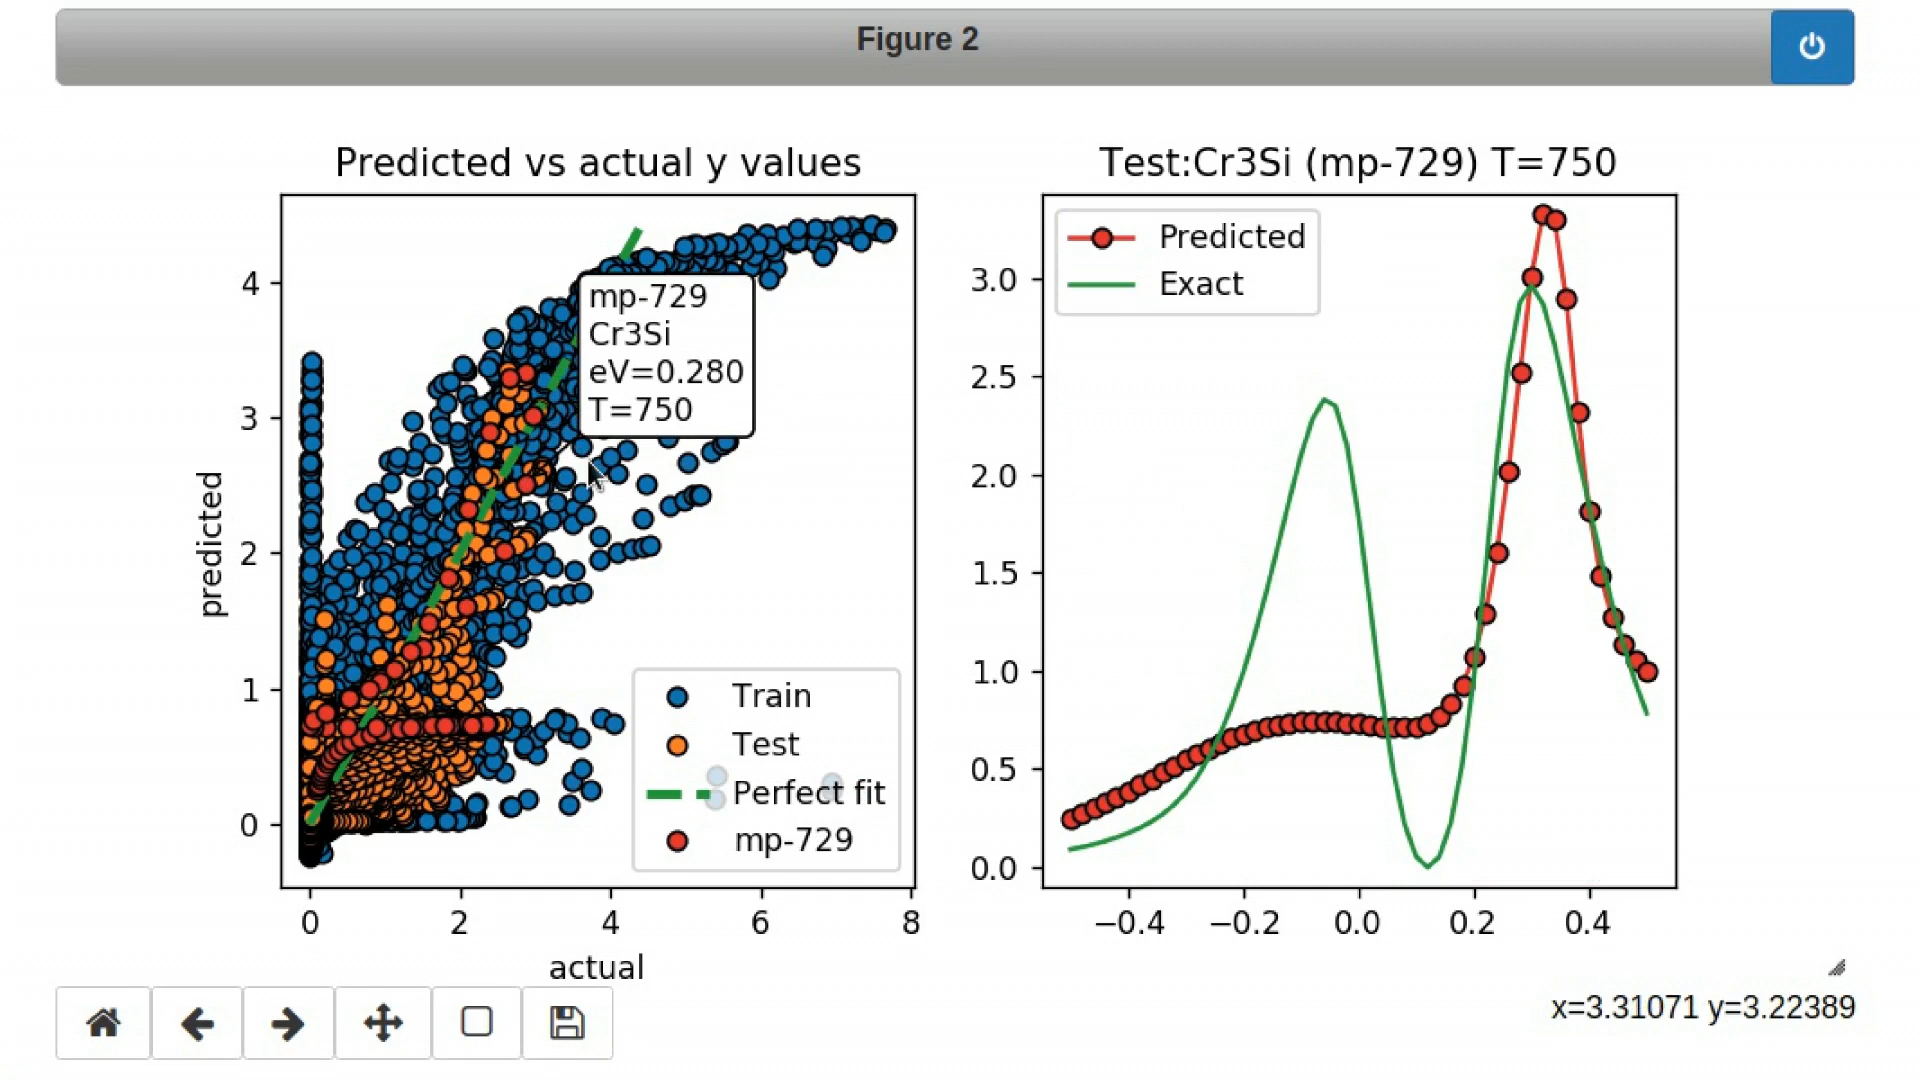 Figure 2
Predicted vs actual y values
4
3
2
1
0
predicted
0
2
4
6
8
actual
mp-729
Cr3Si
eV=0.280
T=750
Train
Test
Perfect fit
mp-729
Test:Cr3Si (mp-729) T=750
Predicted
Exact
3.0
2.5
2.0
1.5
1.0
0.5
0.0
−0.4
−0.2
0.0
0.2
0.4
x=3.31071 y=3.22389